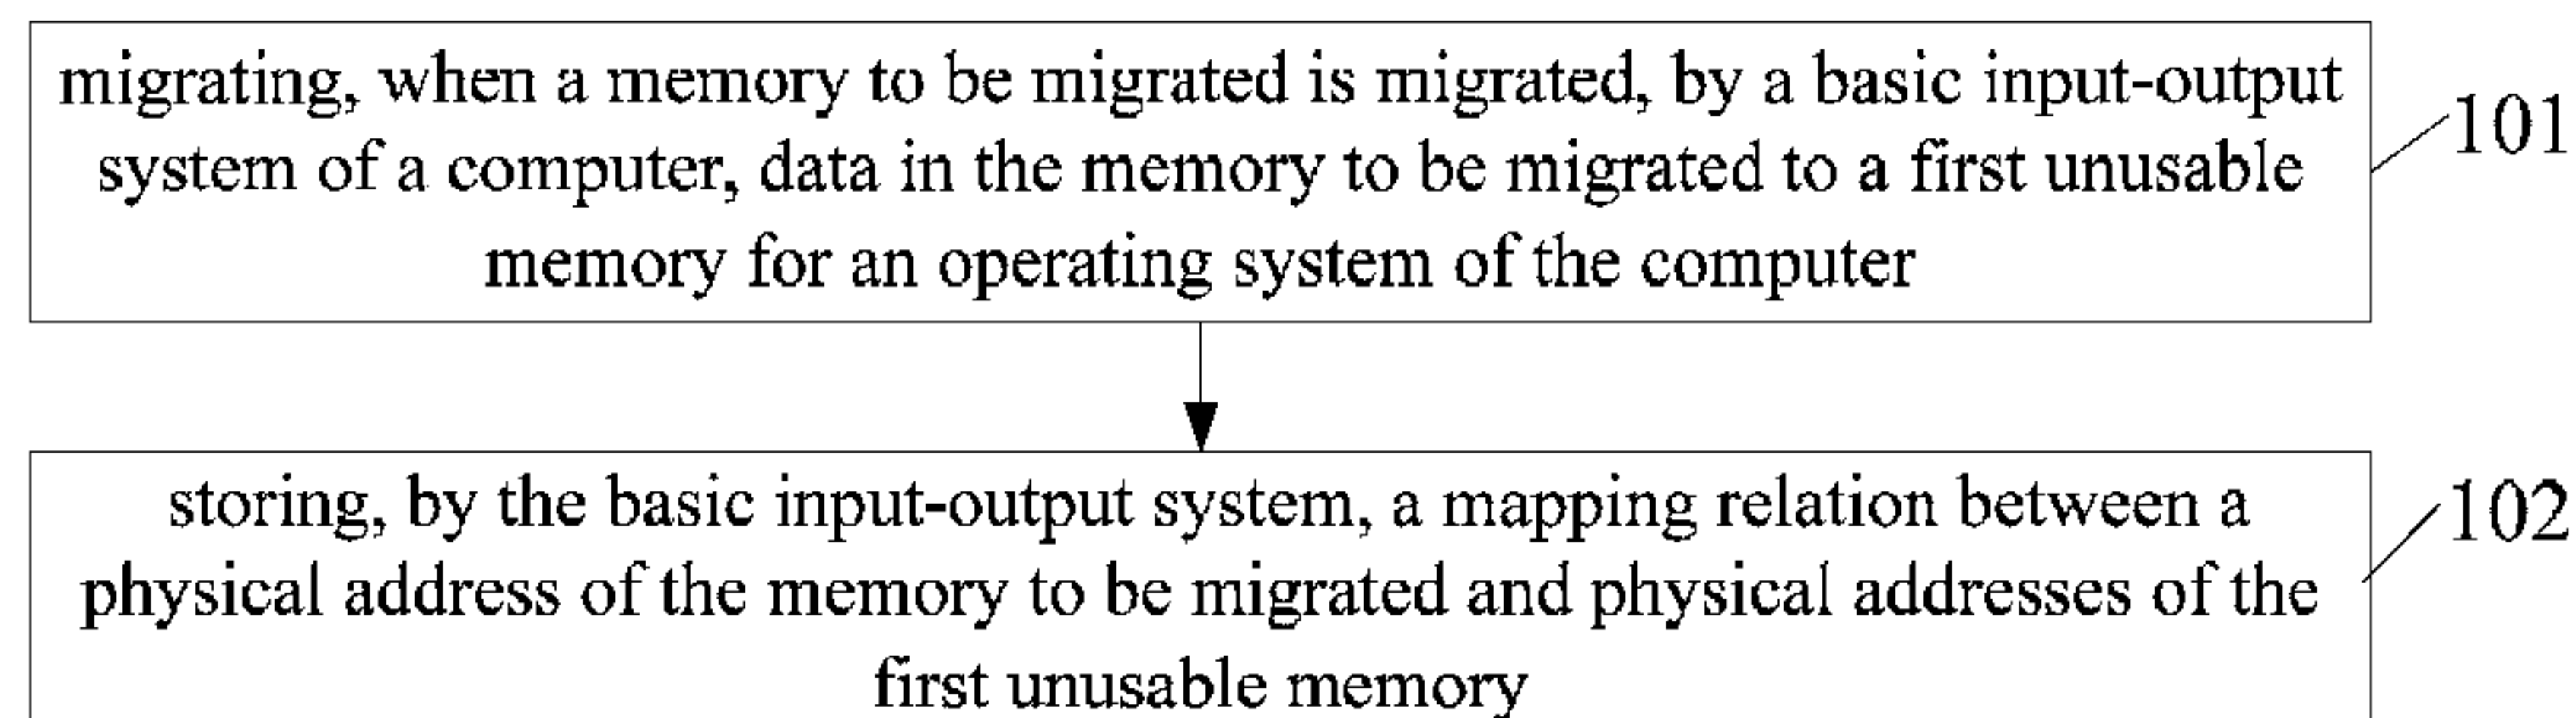 migrating, when a memory to be migrated is migrated, by a basic input-output
system of a computer, data in the memory to be migrated to a first unusable
memory for an operating system of the computer
101
storing, by the basic input-output system, a mapping relation between a
physical address of the memory to be migrated and physical addresses of the
first unusable memory
102